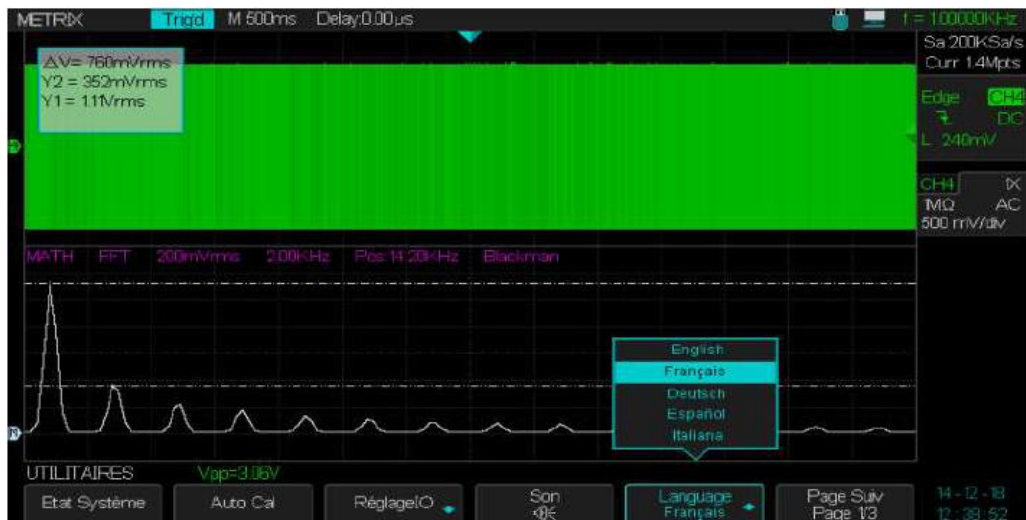 METRIX Trig'd M 500ms Delay:0.00µs f = 1.00000KHz
Sa 200KSa/s
Curr 1.4Mpts
ΔV= 760mVrms
Y2 = 352mVrms
Y1 = 1.11Vrms
Edge CH4
DC
L 240mV
CH4 1X
1MΩ AC
500 mV/div
MATH FFT 200mVrms 2.00KHz Pos:14.20KHz Blackman
English
Français
Deutsch
Español
Italiana
UTILITAIRES Vpp=3.06V
Etat Système Auto Cal RéglageIO Son Language Page Suiv
Français Page 1/3
14-12-18
12:39:52